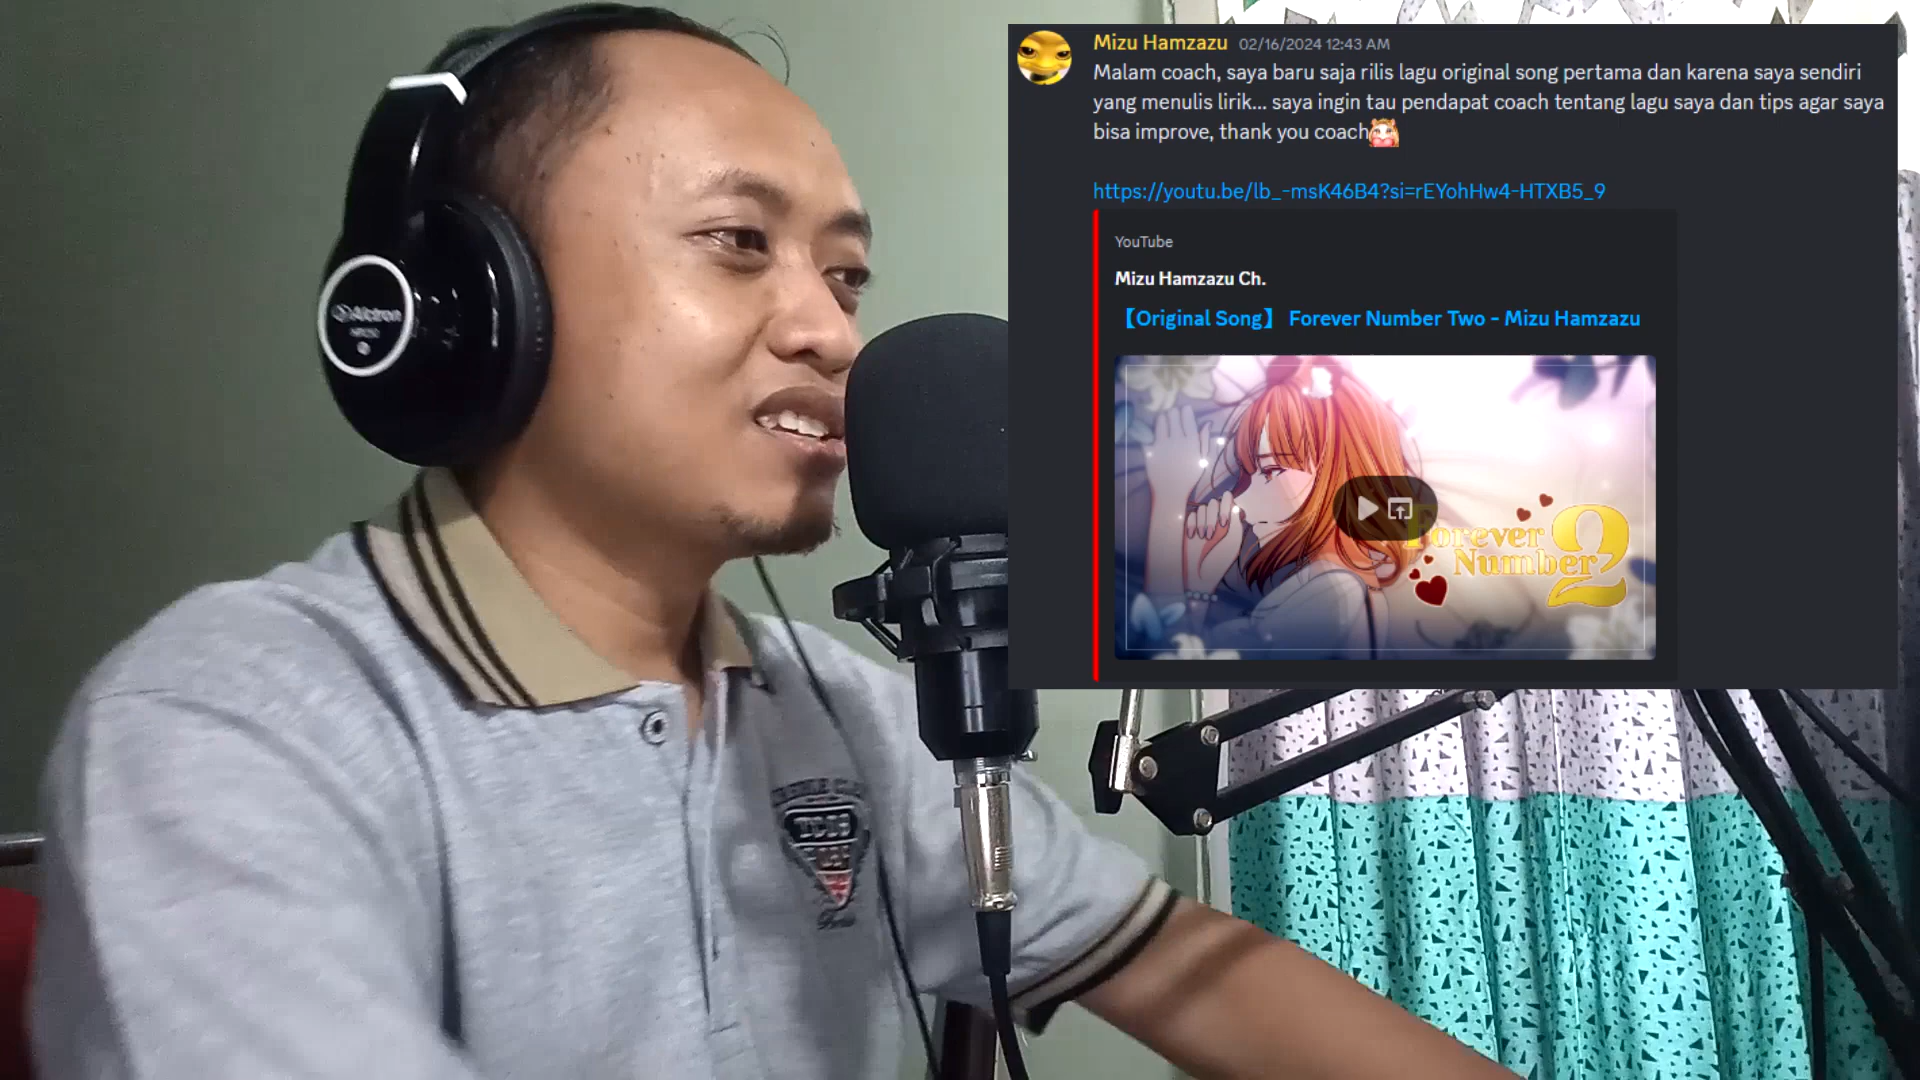 Mizu Hamzazu 02/16/2024 12:43 AM
Malam coach, saya baru saja rilis lagu original song pertama dan karena saya sendiri
yang menulis lirik... saya ingin tau pendapat coach tentang lagu saya dan tips agar saya
bisa improve, thank you coach
https://youtu.be/lb_-msK46B4?si=rEYohHw4-HTXB5_9
YouTube
Mizu Hamzazu Ch.
【Original Song】 Forever Number Two - Mizu Hamzazu
Forever
Number 2
Alctron